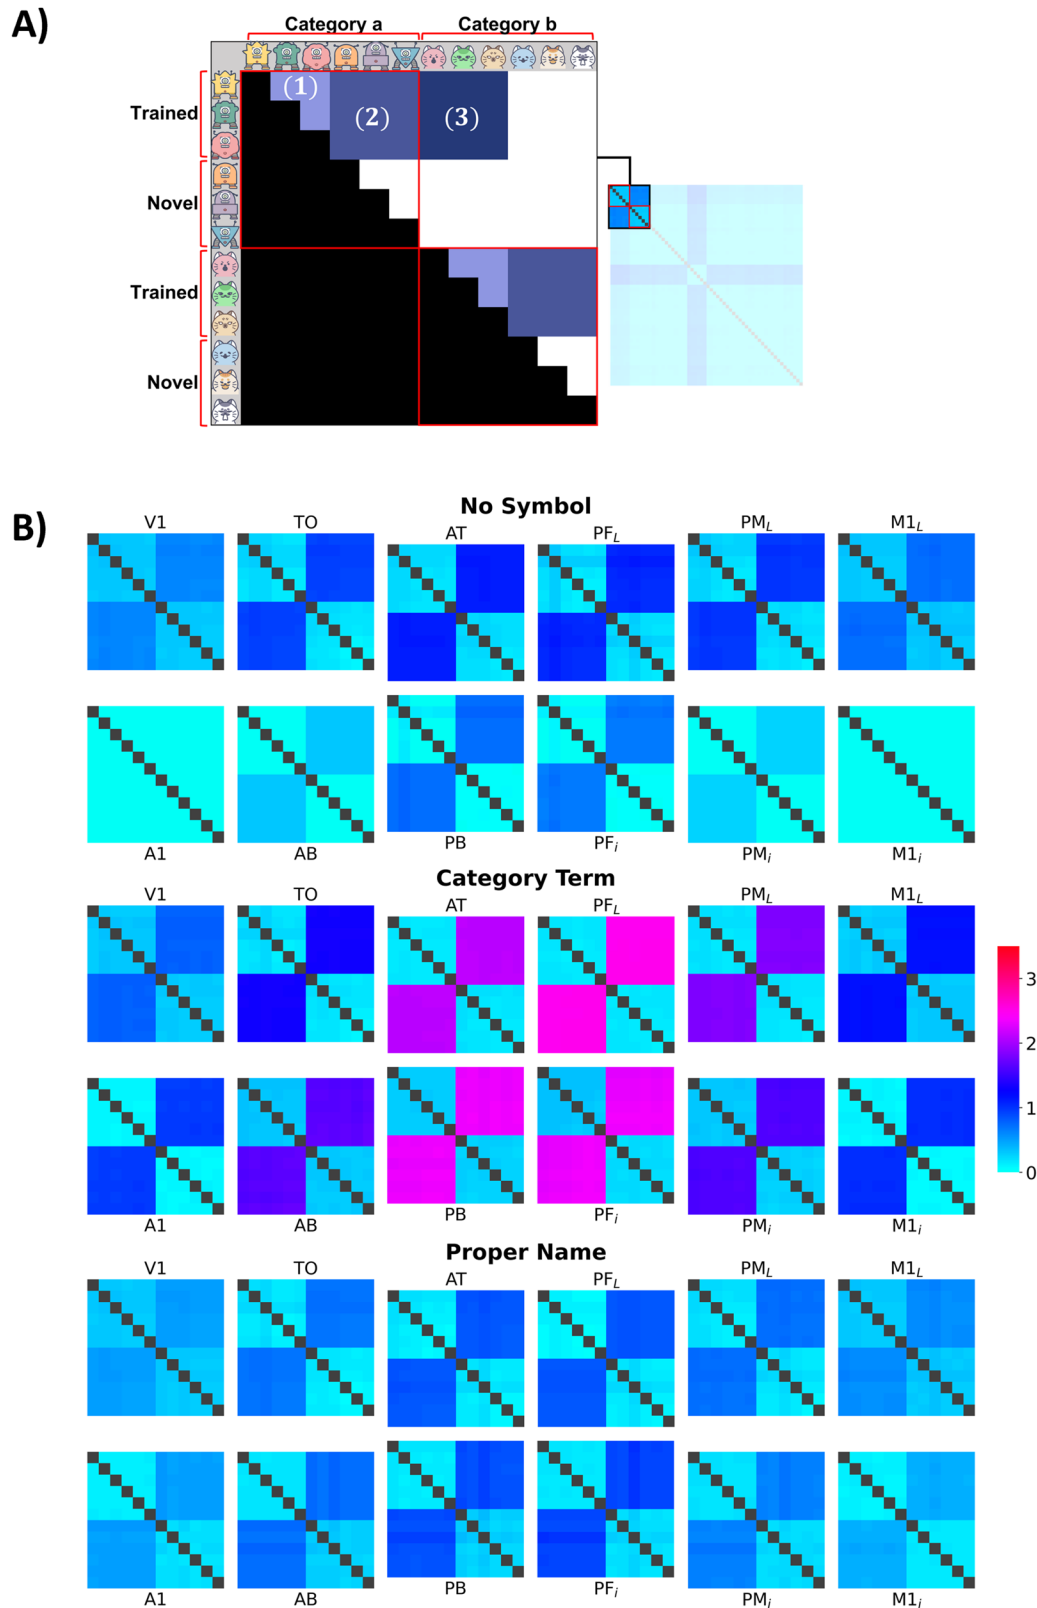 A)
Category a Category b
(1)
(2) (3)
Trained
Novel
Trained
Novel
B)
No Symbol
V1 TO AT PF_L PM_L M1_L
A1 AB PB PF_i PM_i M1_i
Category Term
V1 TO AT PF_L PM_L M1_L
3
2
1
0
A1 AB PB PF_i PM_i M1_i
Proper Name
V1 TO AT PF_L PM_L M1_L
A1 AB PB PF_i PM_i M1_i